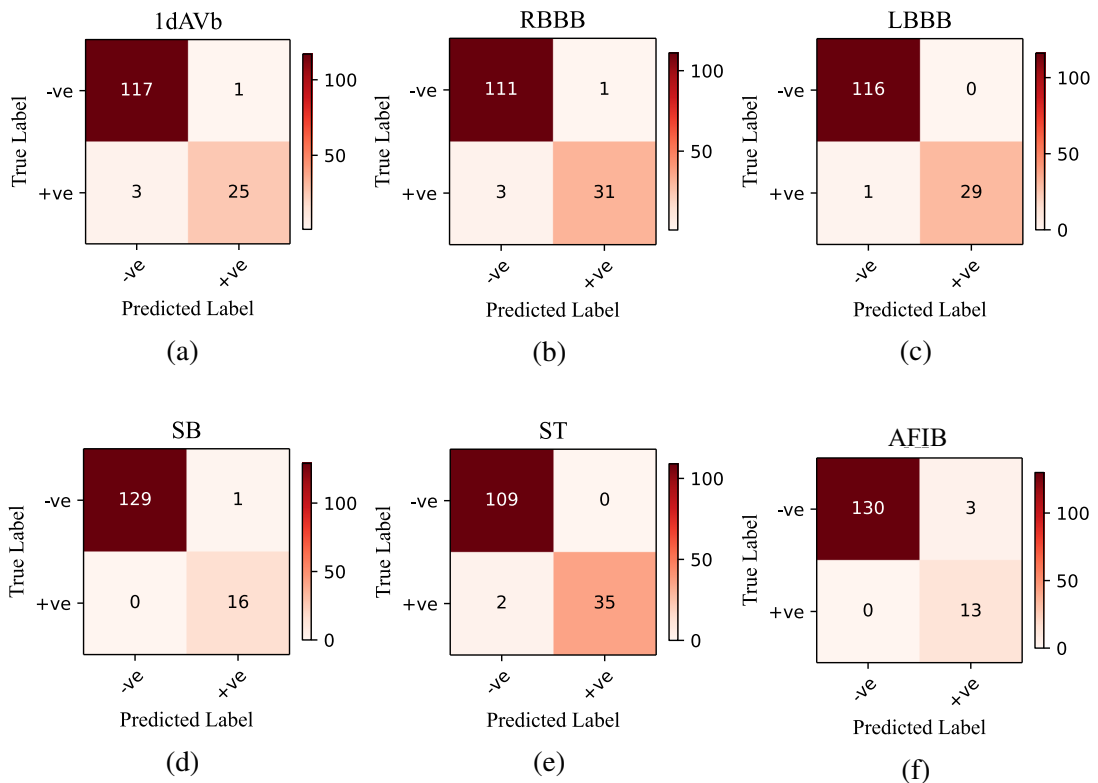 1dAVb
-ve 117 1
+ve 3 25
-ve +ve
True Label
Predicted Label
100
50
(a)
RBBB
-ve 111 1
+ve 3 31
-ve +ve
True Label
Predicted Label
100
50
(b)
LBBB
-ve 116 0
+ve 1 29
-ve +ve
True Label
Predicted Label
100
50
0
(c)
SB
-ve 129 1
+ve 0 16
-ve +ve
True Label
Predicted Label
100
50
0
(d)
ST
-ve 109 0
+ve 2 35
-ve +ve
True Label
Predicted Label
100
50
0
(e)
AFIB
-ve 130 3
+ve 0 13
-ve +ve
True Label
Predicted Label
100
50
0
(f)